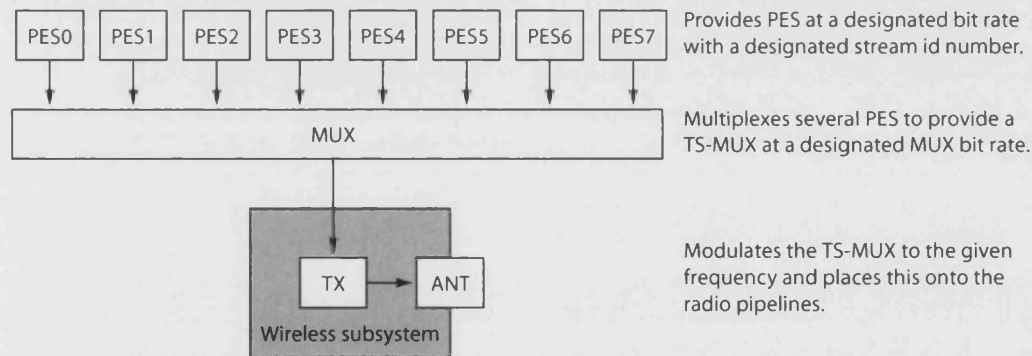 PES0 PES1 PES2 PES3 PES4 PES5 PES6 PES7
Provides PES at a designated bit rate
with a designated stream id number.
MUX
Multiplexes several PES to provide a
TS-MUX at a designated MUX bit rate.
TX
ANT
Wireless subsystem
Modulates the TS-MUX to the given
frequency and places this onto the
radio pipelines.